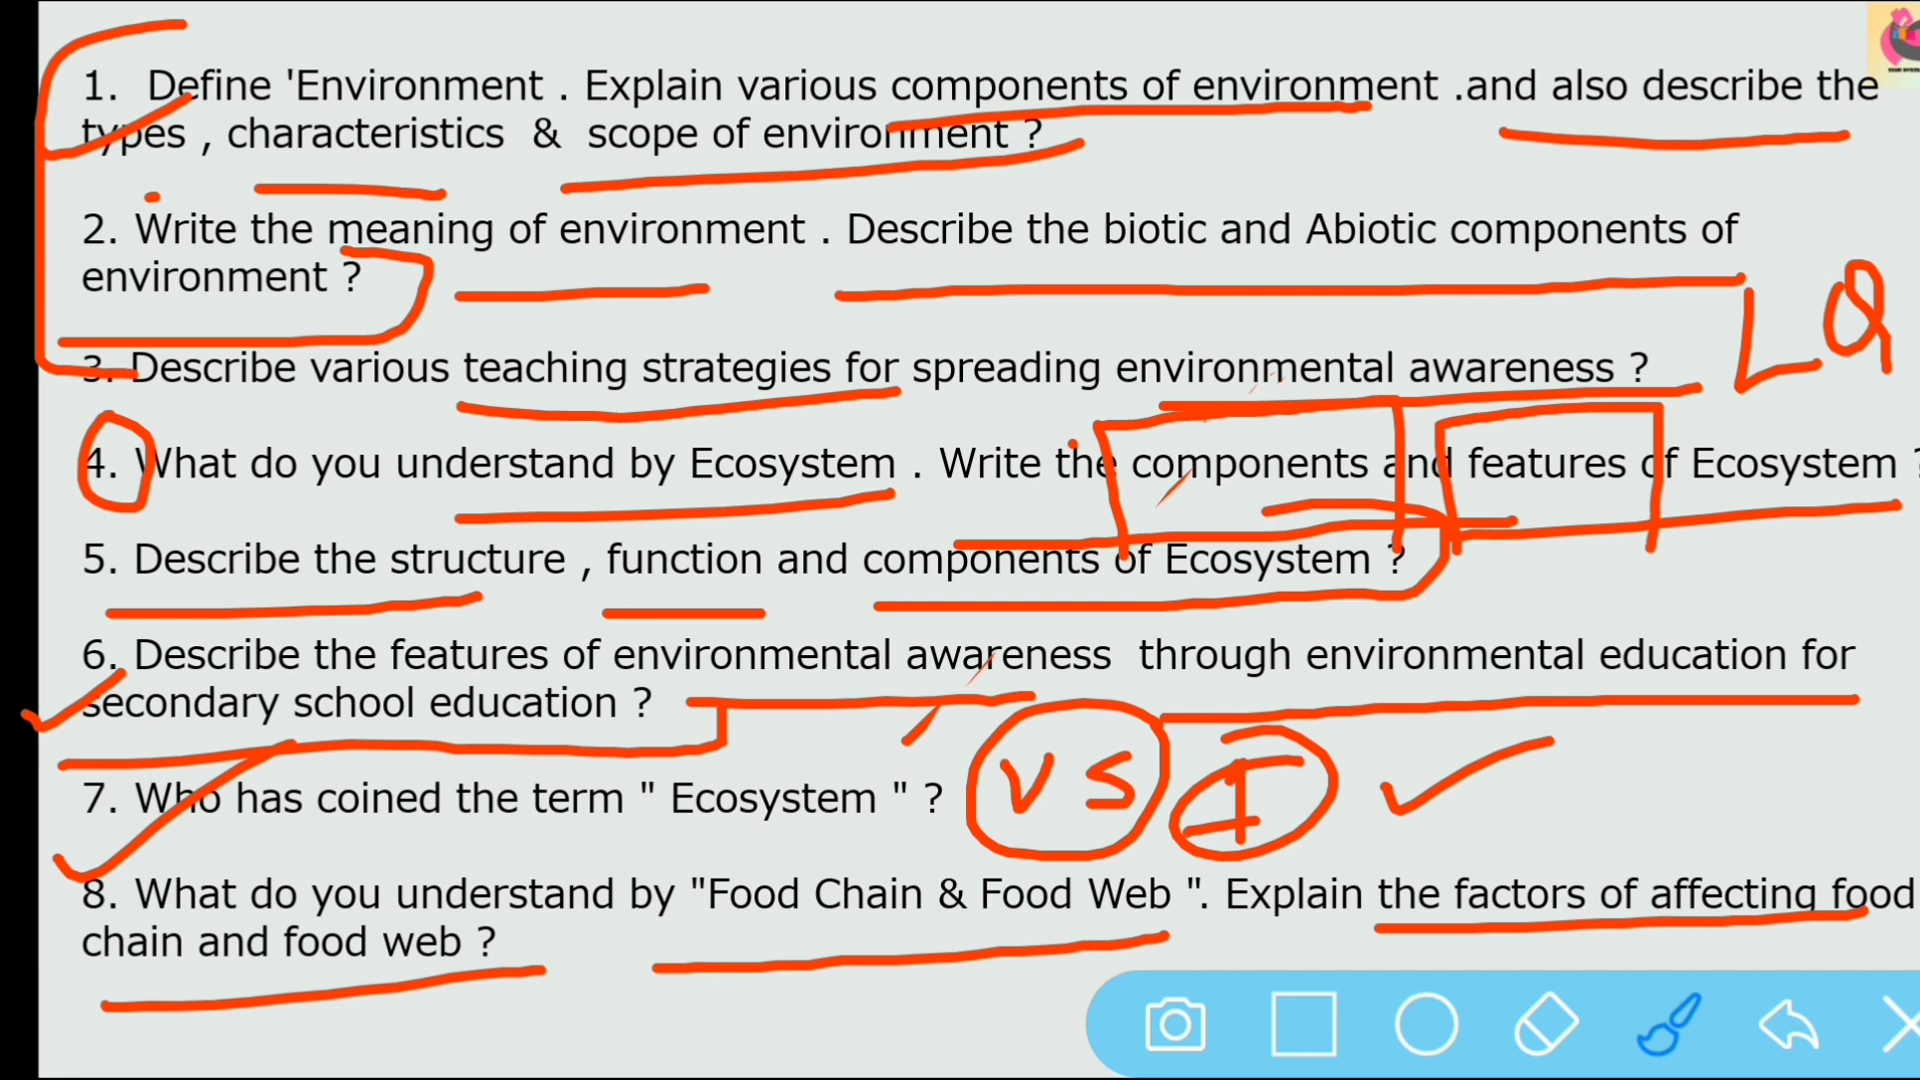 1. Define 'Environment . Explain various components of environment .and also describe the
types , characteristics & scope of environment ?
2. Write the meaning of environment . Describe the biotic and Abiotic components of
environment ?
LQ
3. Describe various teaching strategies for spreading environmental awareness ?
4. What do you understand by Ecosystem . Write the components and features of Ecosystem ?
5. Describe the structure , function and components of Ecosystem ?
6. Describe the features of environmental awareness through environmental education for
secondary school education ?
7. Who has coined the term " Ecosystem " ?
VS I
8. What do you understand by "Food Chain & Food Web ". Explain the factors of affecting food
chain and food web ?